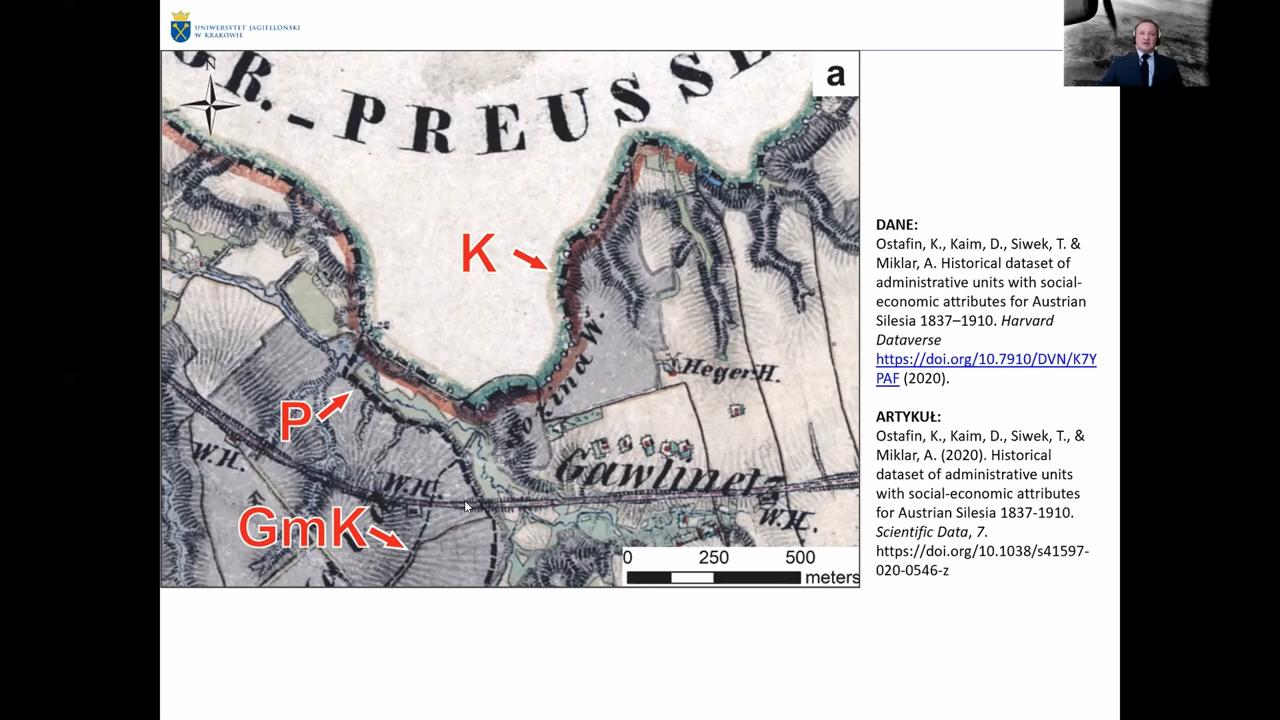 UNIWERSYTET JAGIELLOŃSKI
W KRAKOWIE
N
GR.-PREUSSE
a
K
P
GmK
W.H.
W.H.
Heger H.
Gawlinetz
W.H.
0 250 500
meters
DANE:
Ostafin, K., Kaim, D., Siwek, T. &
Miklar, A. Historical dataset of
administrative units with social-
economic attributes for Austrian
Silesia 1837–1910. Harvard
Dataverse
https://doi.org/10.7910/DVN/K7Y
PAF (2020).
ARTYKUŁ:
Ostafin, K., Kaim, D., Siwek, T., &
Miklar, A. (2020). Historical
dataset of administrative units
with social-economic attributes
for Austrian Silesia 1837-1910.
Scientific Data, 7.
https://doi.org/10.1038/s41597-
020-0546-z